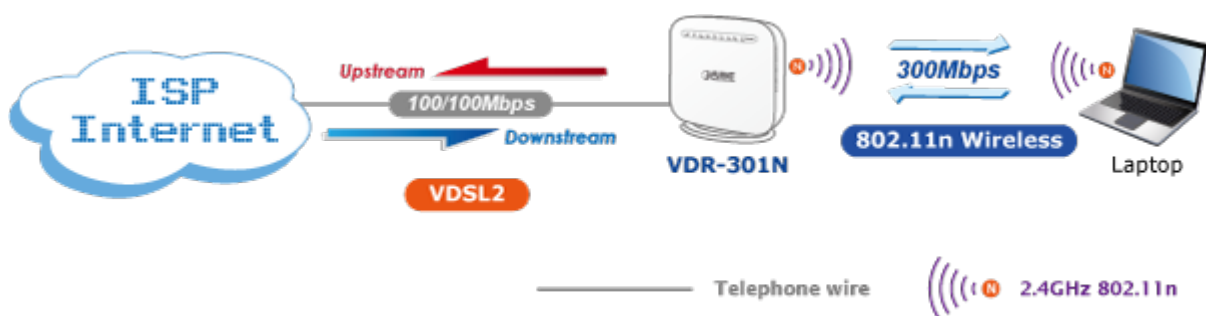 ISP
Internet
Upstream
100/100Mbps
Downstream
VDSL2
PLANET
VDR-301N
N
300Mbps
802.11n Wireless
N
Laptop
Telephone wire
N
2.4GHz 802.11n